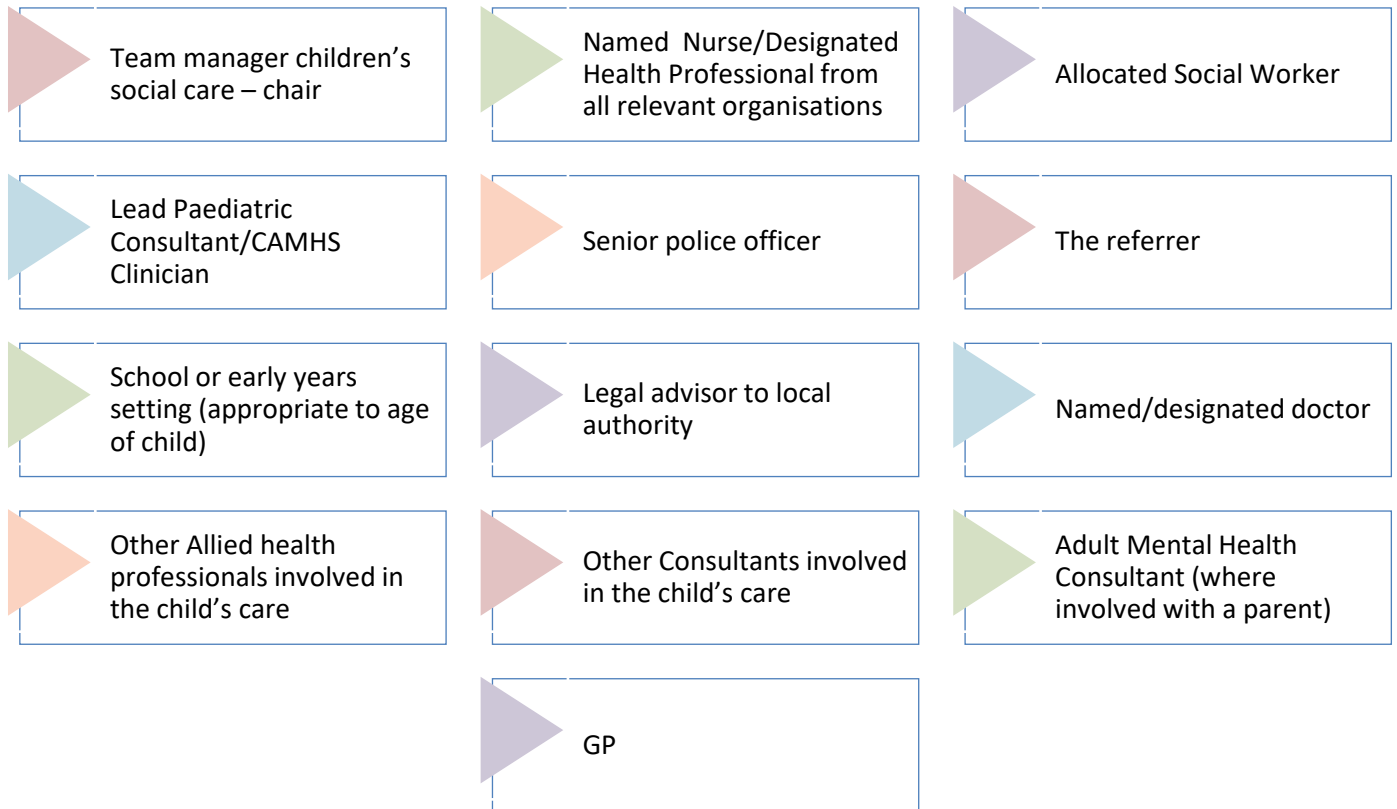 Team manager children’s
social care – chair
Named  Nurse/Designated
Health Professional from
all relevant organisations
Allocated Social Worker
Lead Paediatric
Consultant/CAMHS
Clinician
Senior police officer
The referrer
School or early years
setting (appropriate to age
of child)
Legal advisor to local
authority
Named/designated doctor
Other Allied health
professionals involved in
the child’s care
Other Consultants involved
in the child’s care
Adult Mental Health
Consultant (where
involved with a parent)
GP